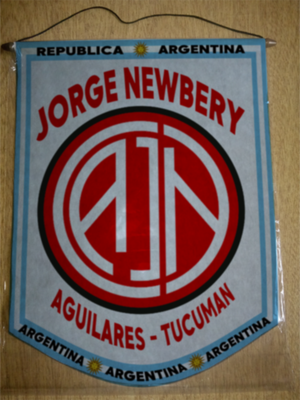 REPUBLICA ARGENTINA
JORGE NEWBERY
AJN
AGUILARES - TUCUMAN
ARGENTINA ARGENTINA ARGENTINA